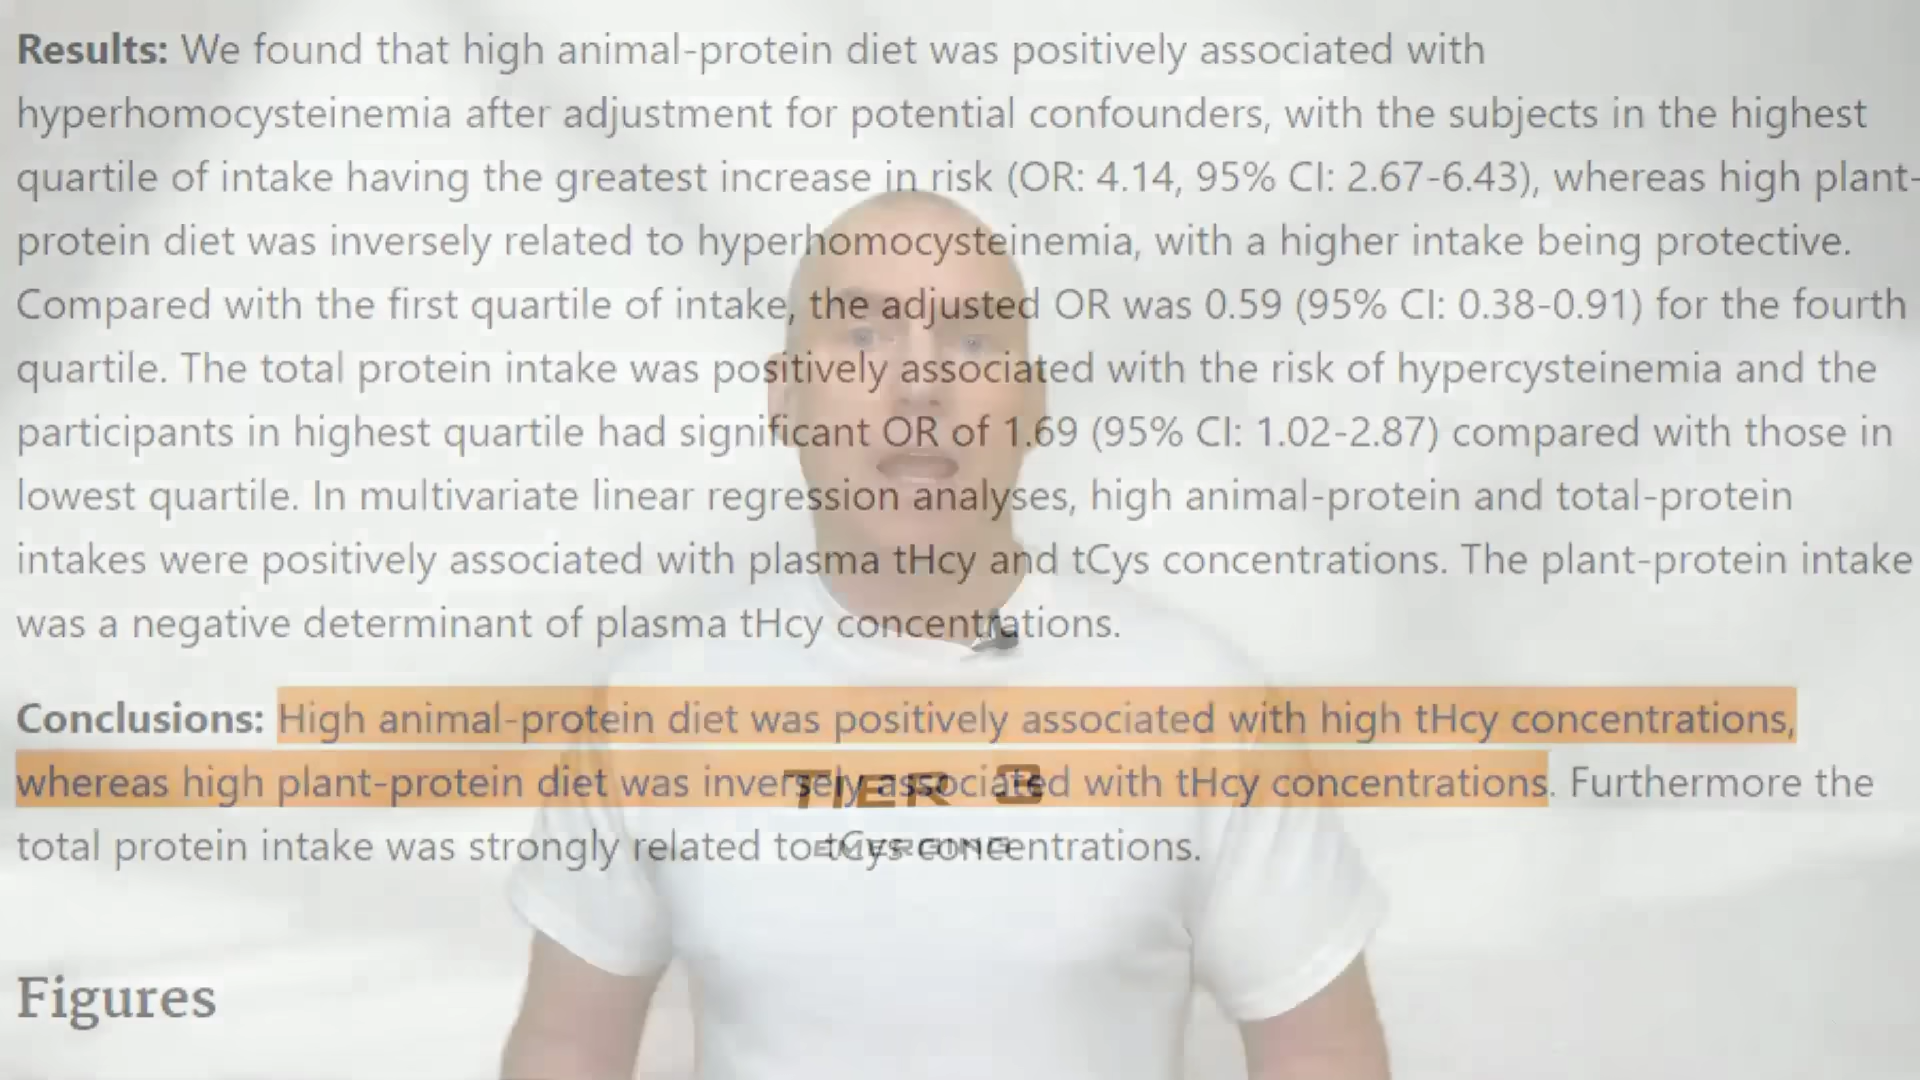 Results: We found that high animal-protein diet was positively associated with
hyperhomocysteinemia after adjustment for potential confounders, with the subjects in the highest
quartile of intake having the greatest increase in risk (OR: 4.14, 95% CI: 2.67-6.43), whereas high plant-
protein diet was inversely related to hyperhomocysteinemia, with a higher intake being protective.
Compared with the first quartile of intake, the adjusted OR was 0.59 (95% CI: 0.38-0.91) for the fourth
quartile. The total protein intake was positively associated with the risk of hypercysteinemia and the
participants in highest quartile had significant OR of 1.69 (95% CI: 1.02-2.87) compared with those in
lowest quartile. In multivariate linear regression analyses, high animal-protein and total-protein
intakes were positively associated with plasma tHcy and tCys concentrations. The plant-protein intake
was a negative determinant of plasma tHcy concentrations.
Conclusions: High animal-protein diet was positively associated with high tHcy concentrations,
whereas high plant-protein diet was inversely associated with tHcy concentrations. Furthermore the
total protein intake was strongly related to tCys concentrations.
TIER
EMERGING
Figures